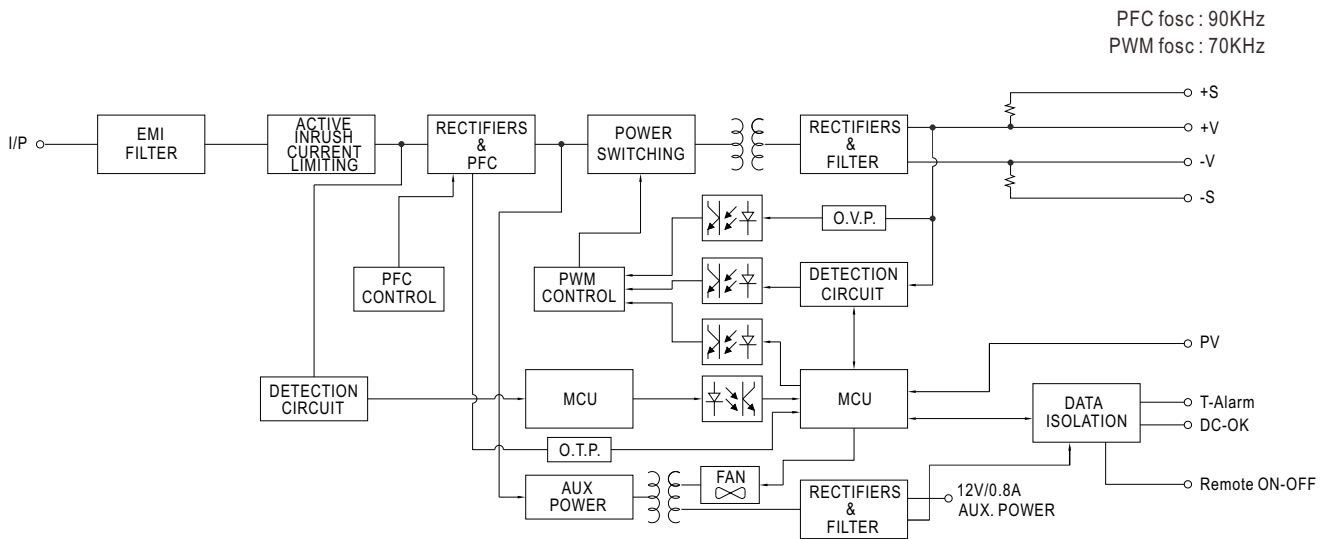 PFC fosc : 90KHz
PWM fosc : 70KHz
I/P
EMI
FILTER
ACTIVE
INRUSH
CURRENT
LIMITING
RECTIFIERS
&
PFC
POWER
SWITCHING
RECTIFIERS
&
FILTER
+S
+V
-V
-S
O.V.P.
PFC
CONTROL
PWM
CONTROL
DETECTION
CIRCUIT
PV
DETECTION
CIRCUIT
MCU
MCU
DATA
ISOLATION
T-Alarm
DC-OK
O.T.P.
AUX
POWER
FAN
RECTIFIERS
&
FILTER
12V/0.8A
AUX. POWER
Remote ON-OFF